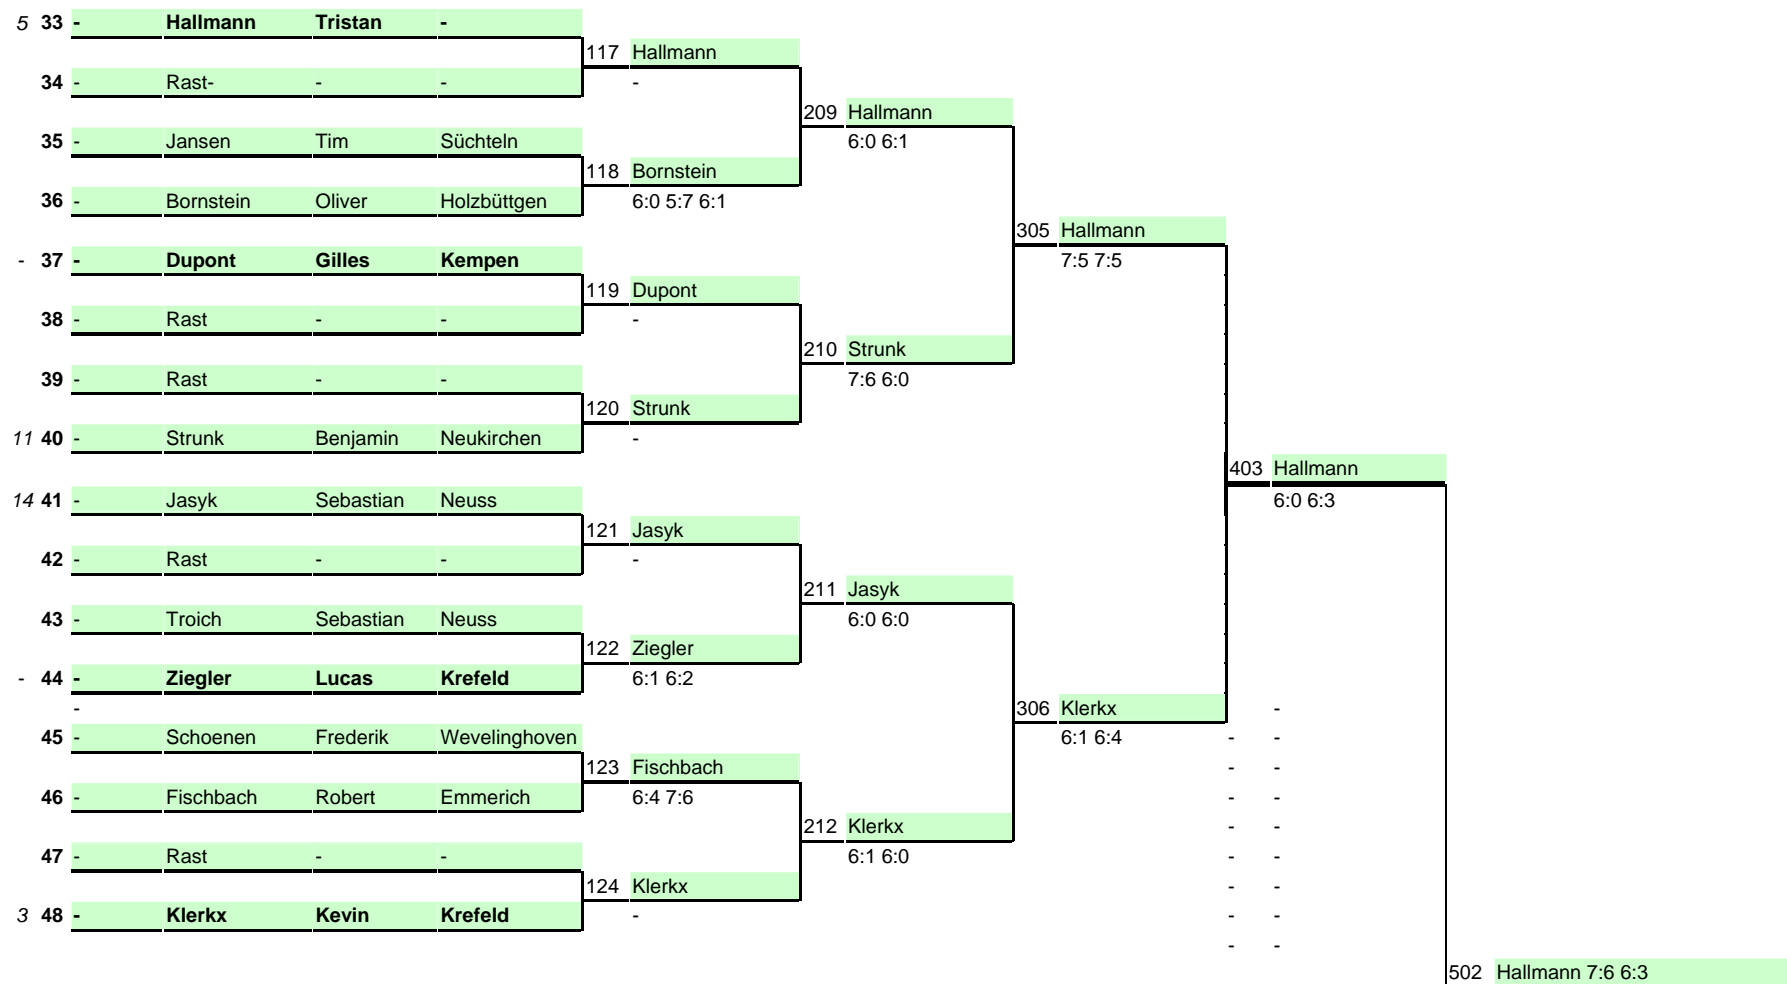 5 33 - Hallmann Tristan -
117 Hallmann
34 - Rast- - - -
209 Hallmann
35 - Jansen Tim Süchteln 6:0 6:1
118 Bornstein
36 - Bornstein Oliver Holzbüttgen 6:0 5:7 6:1
305 Hallmann
- 37 - Dupont Gilles Kempen 7:5 7:5
119 Dupont
38 - Rast - - -
210 Strunk
39 - Rast - - 7:6 6:0
120 Strunk
11 40 - Strunk Benjamin Neukirchen -
403 Hallmann
14 41 - Jasyk Sebastian Neuss 6:0 6:3
121 Jasyk
42 - Rast - - -
211 Jasyk
43 - Troich Sebastian Neuss 6:0 6:0
122 Ziegler
- 44 - Ziegler Lucas Krefeld 6:1 6:2
- 306 Klerkx -
45 - Schoenen Frederik Wevelinghoven 6:1 6:4 - -
123 Fischbach - -
46 - Fischbach Robert Emmerich 6:4 7:6 - -
212 Klerkx - -
47 - Rast - - 6:1 6:0 - -
124 Klerkx - -
3 48 - Klerkx Kevin Krefeld - - -
- -
502 Hallmann 7:6 6:3